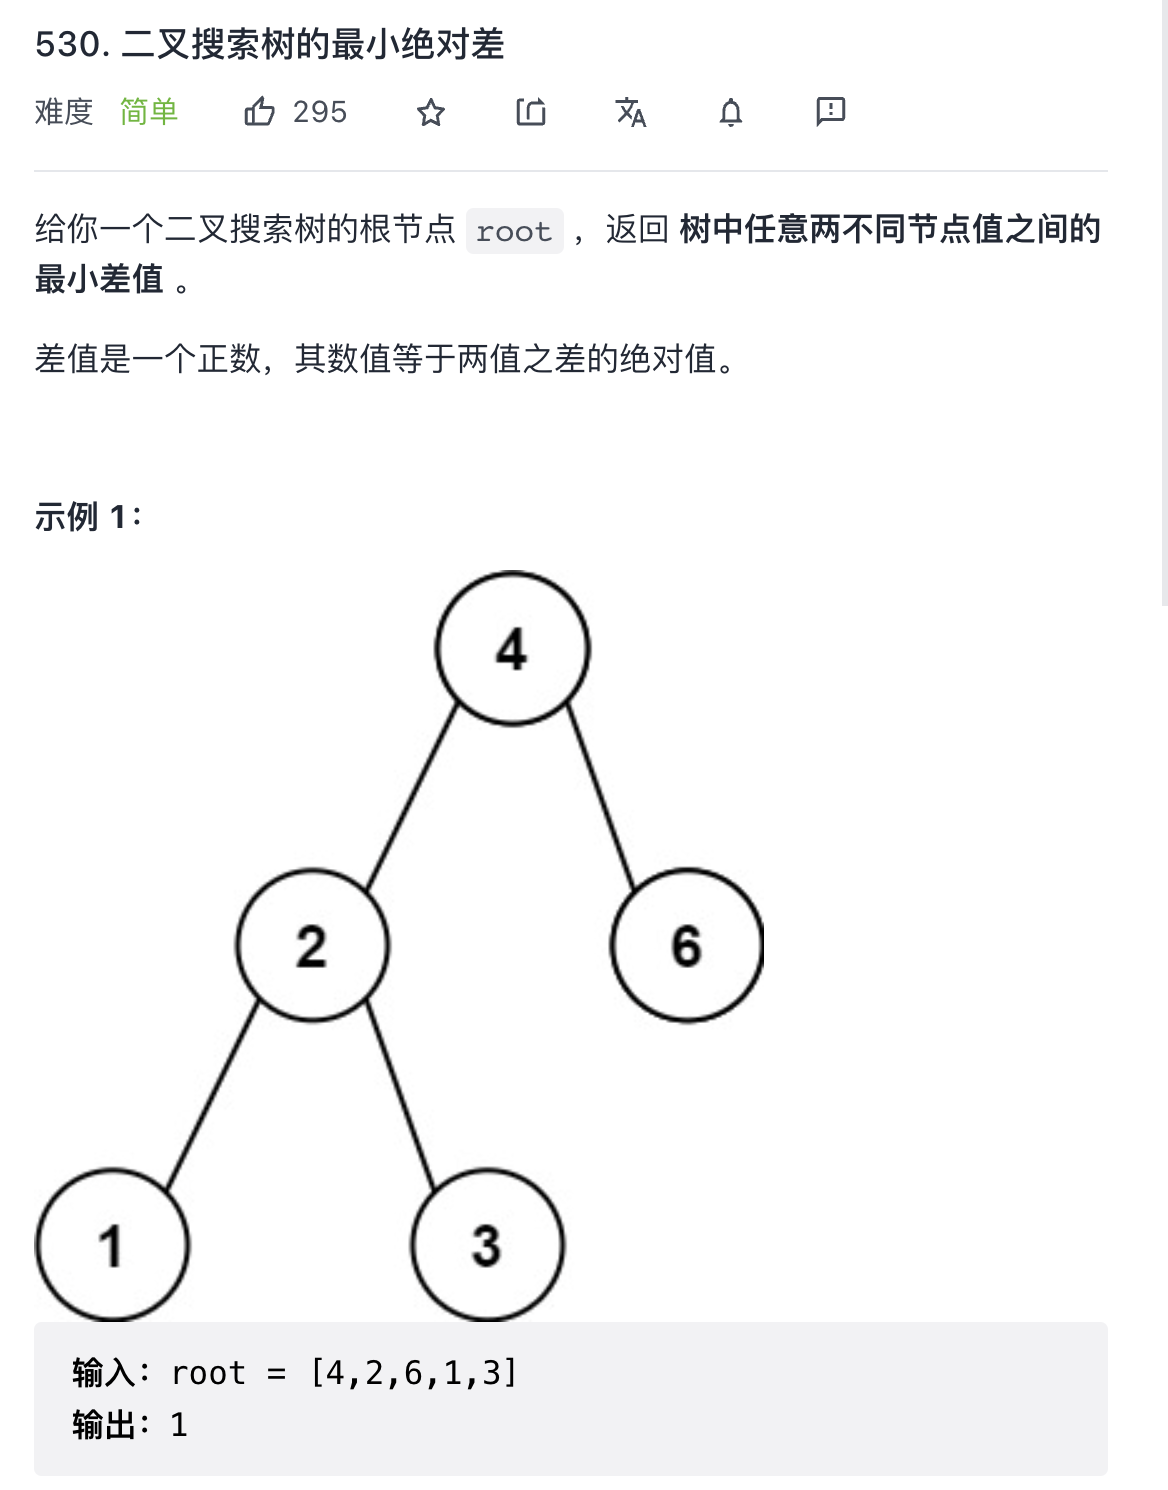 530. 二叉搜索树的最小绝对差
难度 简单 295
给你一个二叉搜索树的根节点 root ，返回 树中任意两不同节点值之间的
最小差值 。
差值是一个正数，其数值等于两值之差的绝对值。
示例 1：
4
2 6
1 3
输入：root = [4,2,6,1,3]
输出：1